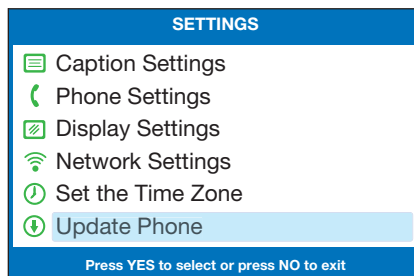 SETTINGS
Caption Settings
Phone Settings
Display Settings
Network Settings
Set the Time Zone
Update Phone
Press YES to select or press NO to exit